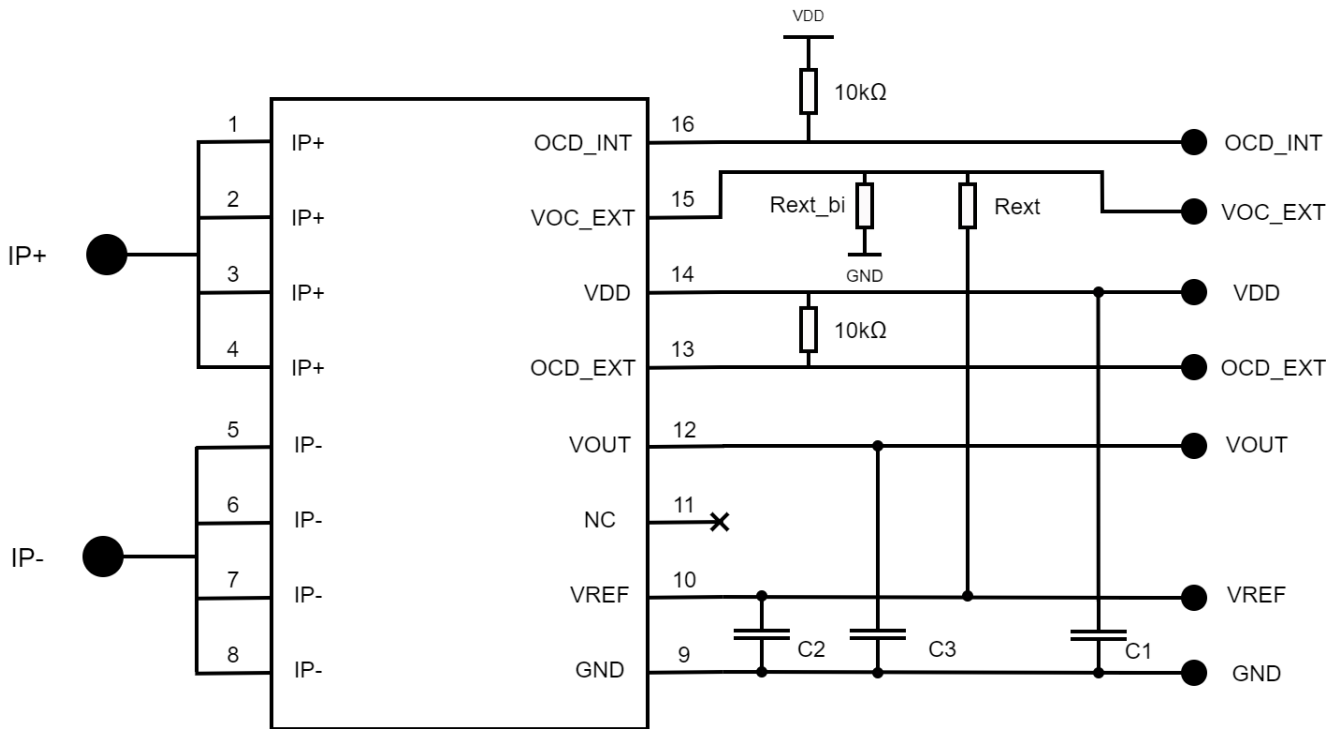 VDD
10kΩ
1 IP+ OCD_INT 16 OCD_INT
2 IP+ VOC_EXT 15 Rext_bi Rext VOC_EXT
IP+
GND
3 IP+ VDD 14 VDD
10kΩ
4 IP+ OCD_EXT 13 OCD_EXT
5 IP- VOUT 12 VOUT
6 IP- NC 11
IP-
7 IP- VREF 10 VREF
C2 C3 C1
8 IP- GND 9 GND